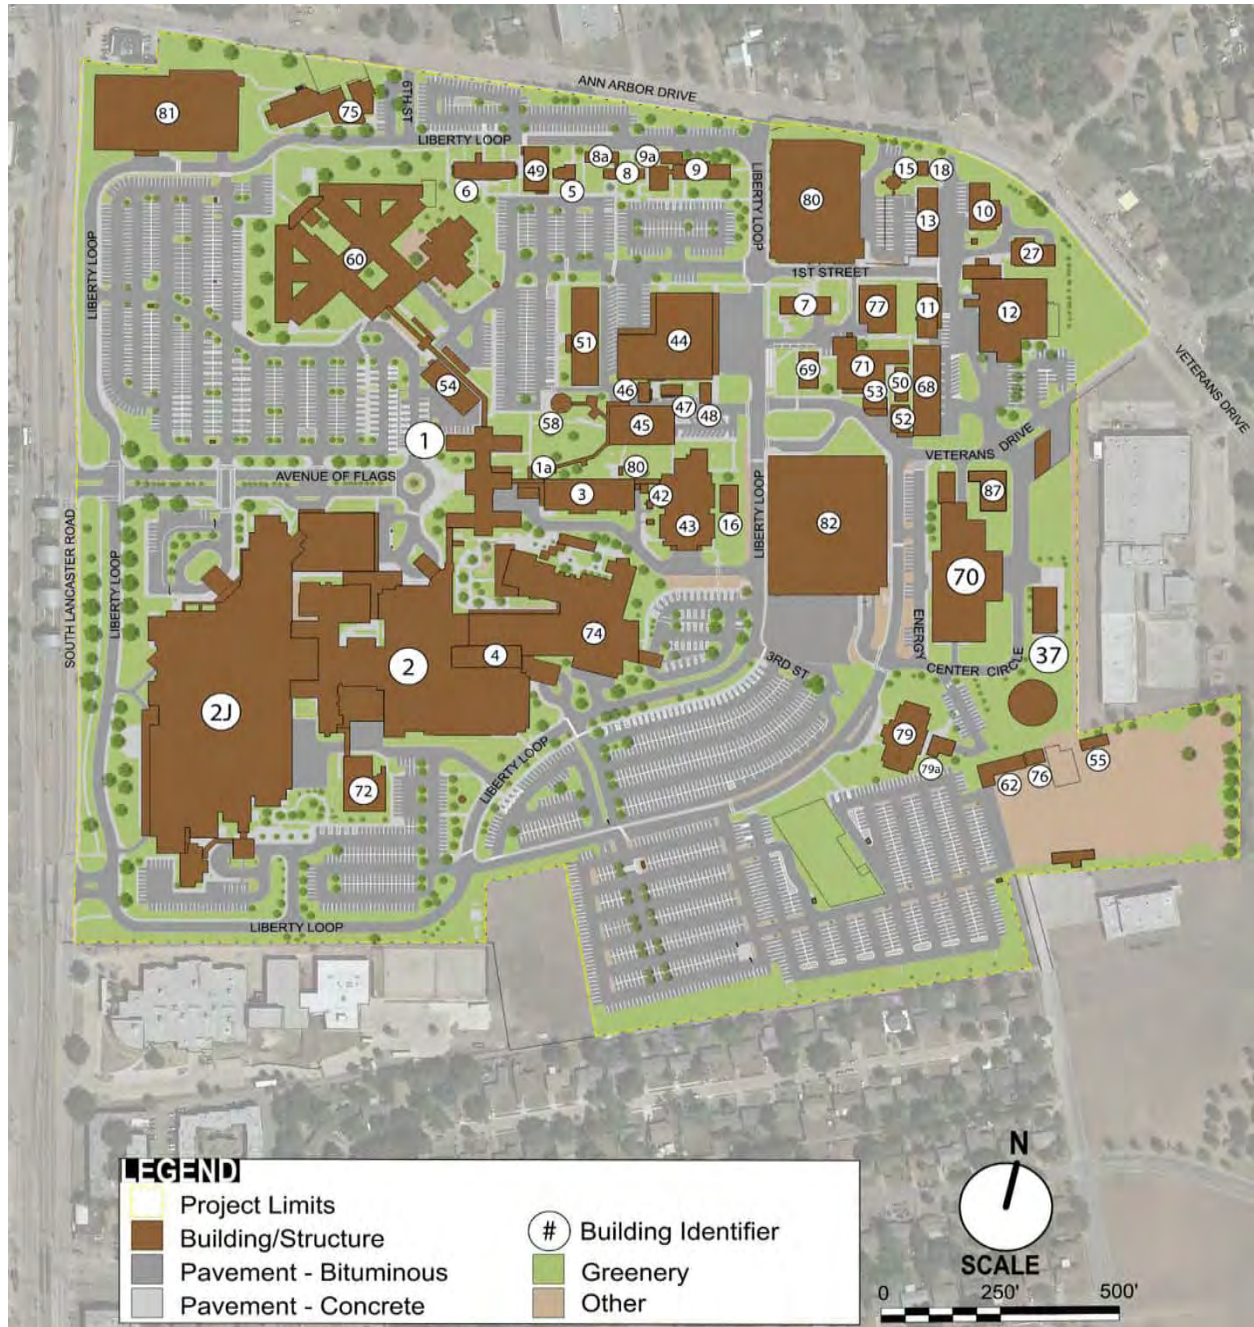 ANN ARBOR DRIVE
81
75
6TH ST
LIBERTY LOOP
6
49
5
8a
8
9a
9
LIBERTY LOOP
80
15
18
13
10
27
60
1ST STREET
7
77
11
12
LIBERTY LOOP
51
44
69
71
50
68
53
52
VETERANS DRIVE
54
46
47
48
58
45
1
AVENUE OF FLAGS
1a
80
3
42
43
16
LIBERTY LOOP
82
VETERANS DRIVE
87
70
ENERGY
CENTER CIRCLE
37
SOUTH LANCASTER ROAD
LIBERTY LOOP
2J
2
4
74
3RD ST
72
LIBERTY LOOP
79
79a
62
76
55
LIBERTY LOOP
LEGEND
Project Limits
Building/Structure
Pavement - Bituminous
Pavement - Concrete
# Building Identifier
Greenery
Other
N
SCALE
0 250' 500'